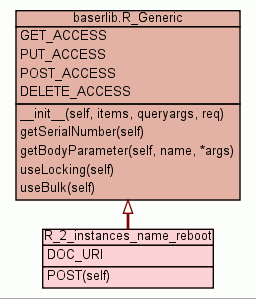 baserlib.R_Generic
GET_ACCESS
PUT_ACCESS
POST_ACCESS
DELETE_ACCESS
__init__(self, items, queryargs, req)
getSerialNumber(self)
getBodyParameter(self, name, *args)
useLocking(self)
useBulk(self)
R_2_instances_name_reboot
DOC_URI
POST(self)